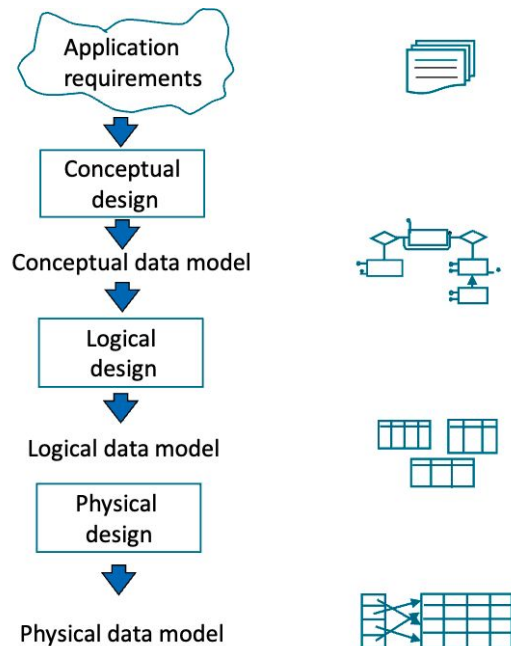 Application
requirements
Conceptual
design
Conceptual data model
Logical
design
Logical data model
Physical
design
Physical data model